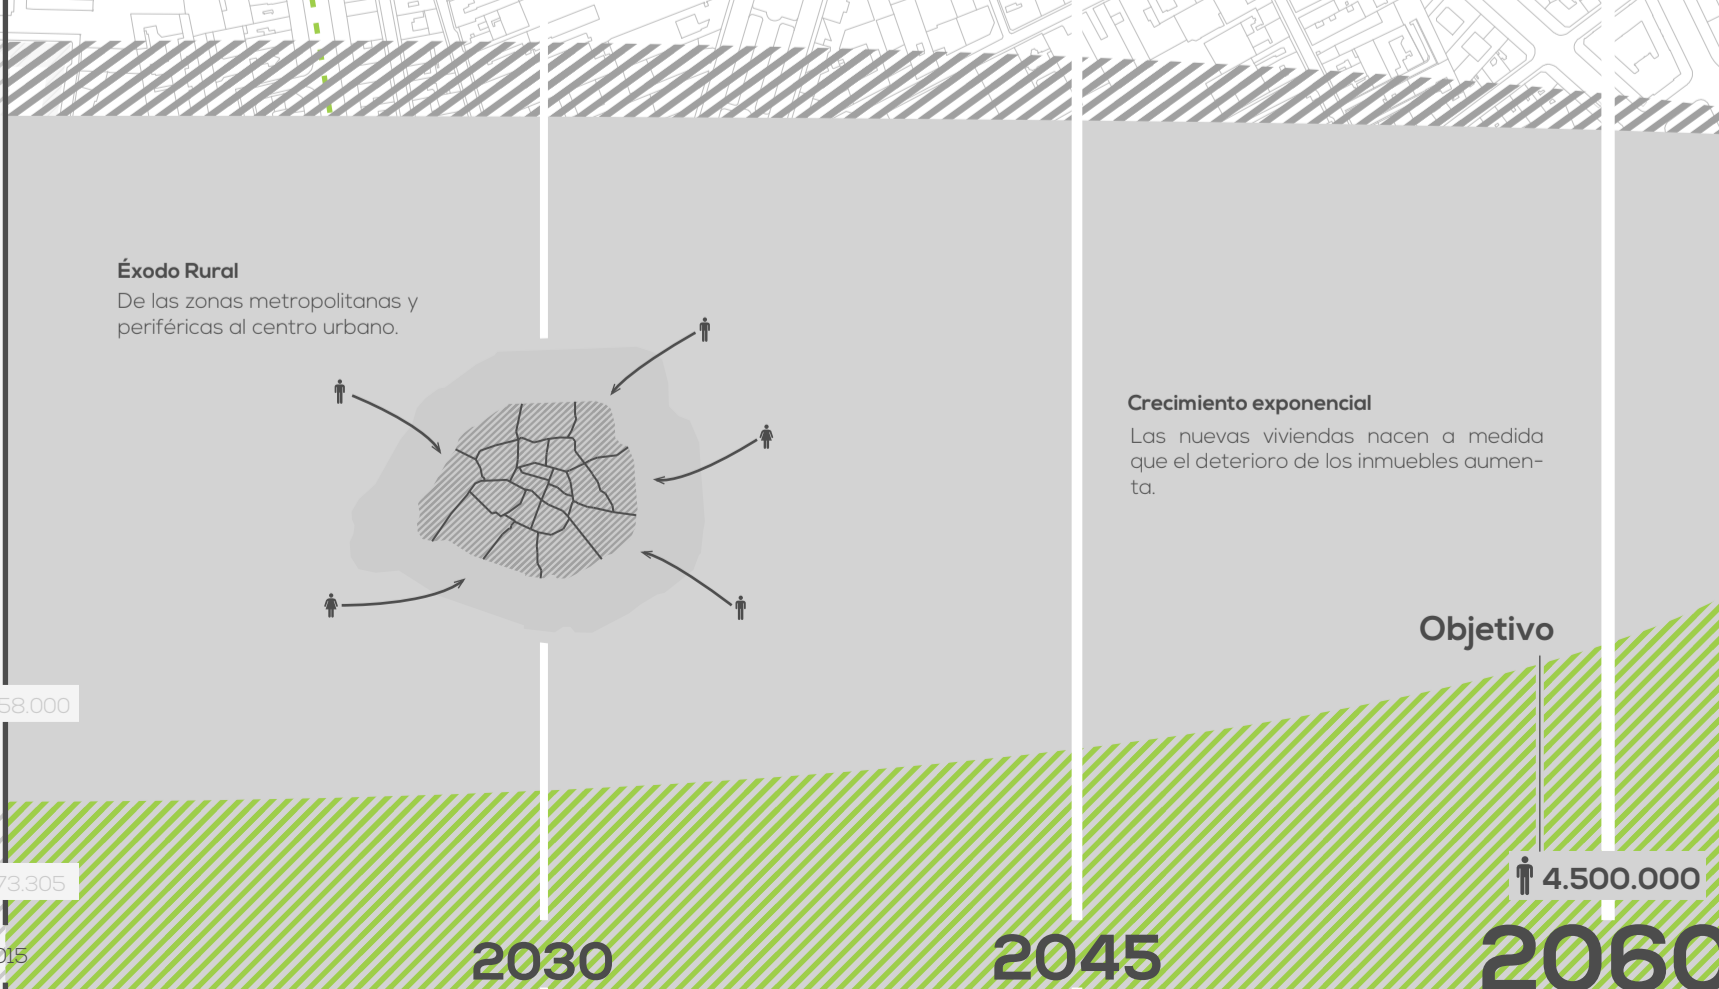 Éxodo Rural
De las zonas metropolitanas y
periféricas al centro urbano.
Crecimiento exponencial
Las nuevas viviendas nacen a medida
que el deterioro de los inmuebles aumen-
ta.
Objetivo
58.000
73.305
4.500.000
015
2030
2045
2060